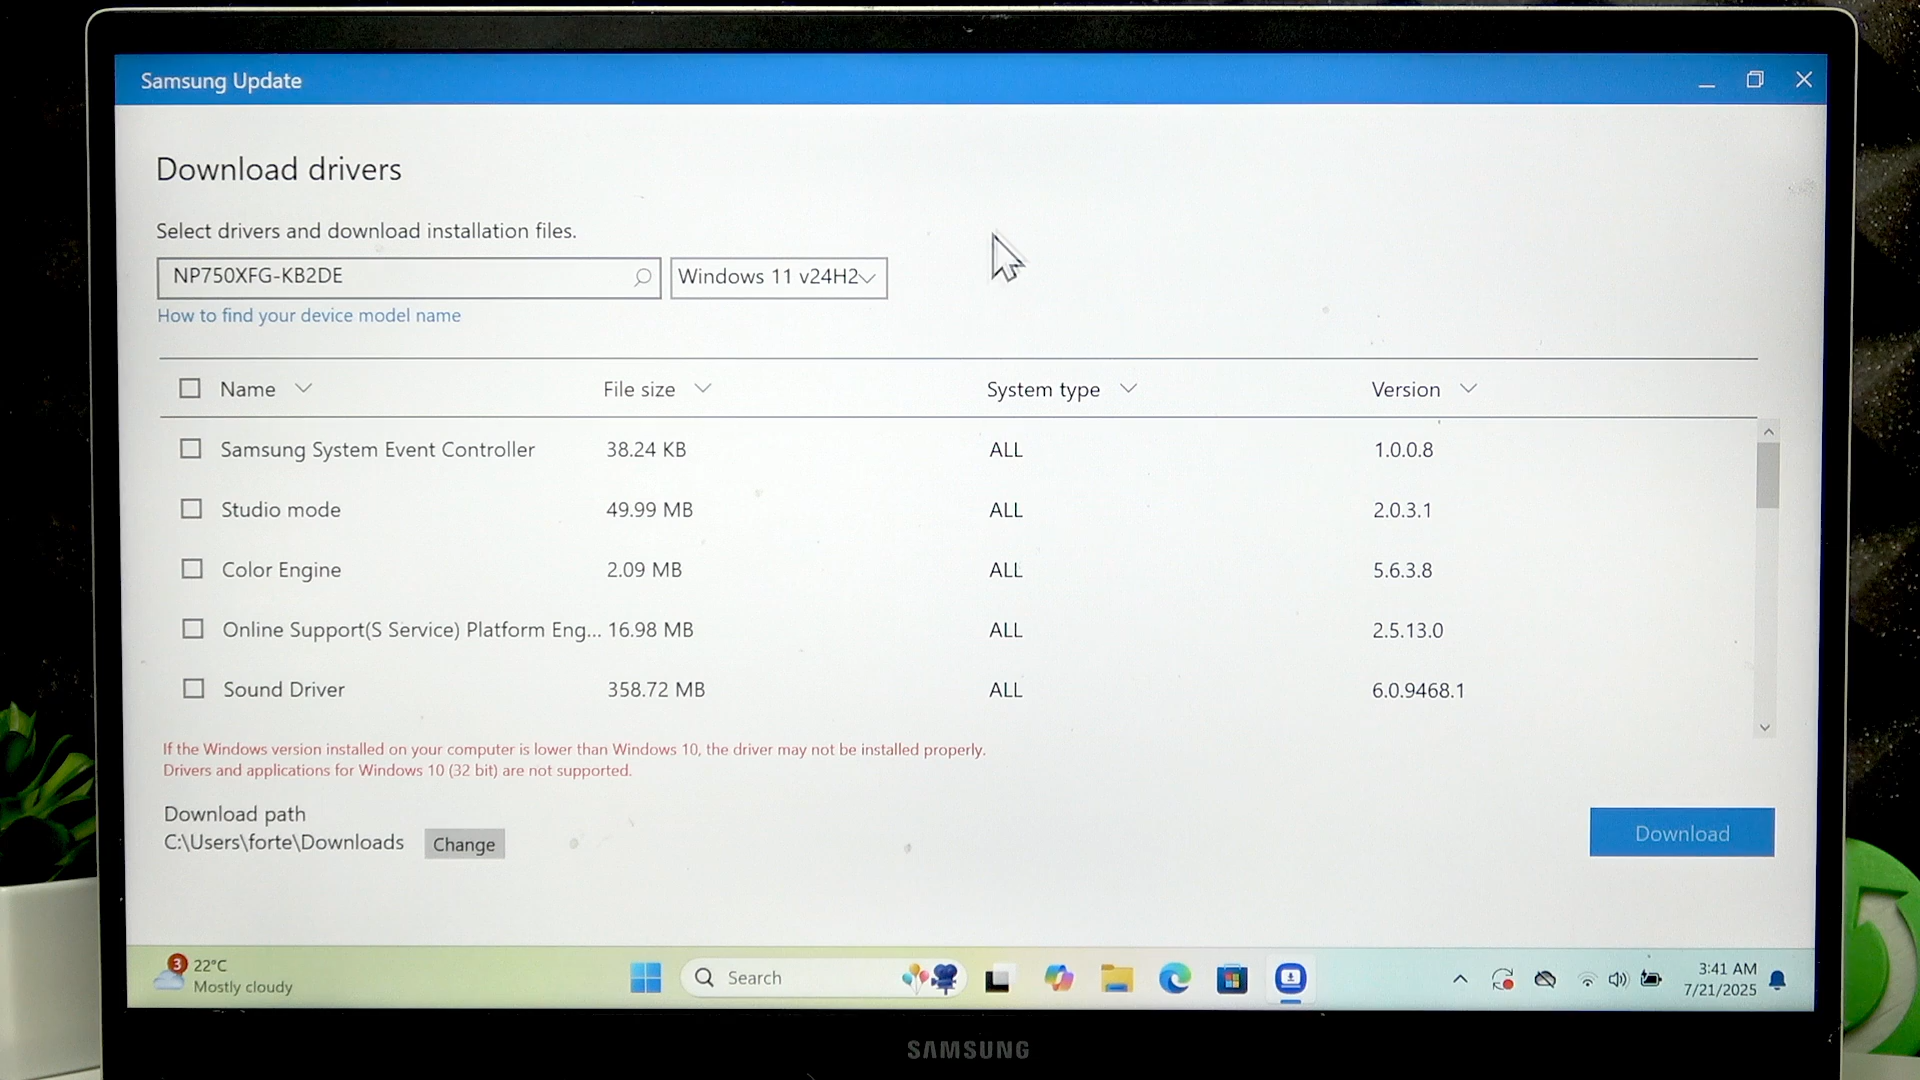 Samsung Update
Download drivers
Select drivers and download installation files.
NP750XFG-KB2DE
Windows 11 v24H2
How to find your device model name
Name File size System type Version
Samsung System Event Controller 38.24 KB ALL 1.0.0.8
Studio mode 49.99 MB ALL 2.0.3.1
Color Engine 2.09 MB ALL 5.6.3.8
Online Support(S Service) Platform Eng... 16.98 MB ALL 2.5.13.0
Sound Driver 358.72 MB ALL 6.0.9468.1
If the Windows version installed on your computer is lower than Windows 10, the driver may not be installed properly.
Drivers and applications for Windows 10 (32 bit) are not supported.
Download path
C:\Users\forte\Downloads
Change
Download
3
22°C
Mostly cloudy
Search
3:41 AM
7/21/2025
SAMSUNG